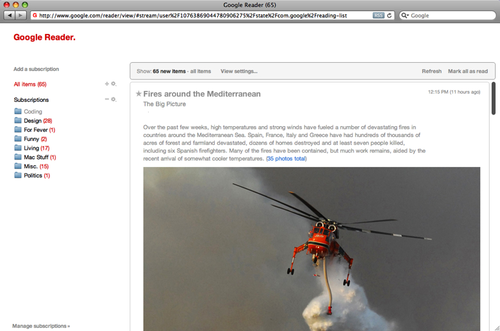 Google Reader (65)
http://www.google.com/reader/view/#stream/user%2F10763869044780906275%2Fstate%2Fcom.google%2Freading-list
Google
Google Reader.
Add a subscription
All items (65)
Subscriptions
Coding
Design (28)
For Fever (1)
Funny (2)
Living (17)
Mac Stuff (1)
Misc. (15)
Politics (1)
Manage subscriptions »
Show: 65 new items - all items View settings... Refresh Mark all as read
Fires around the Mediterranean 12:15 PM (11 hours ago)
The Big Picture
Over the past few weeks, high temperatures and strong winds have fueled a number of devastating fires in
countries around the Mediterranean Sea. Spain, France, Italy and Greece have had hundreds of thousands of
acres of forest and farmland devastated, dozens of homes destroyed and at least seven people killed,
including six Spanish firefighters. Many of the fires have been contained, but much work remains, aided by the
recent arrival of somewhat cooler temperatures. (35 photos total)